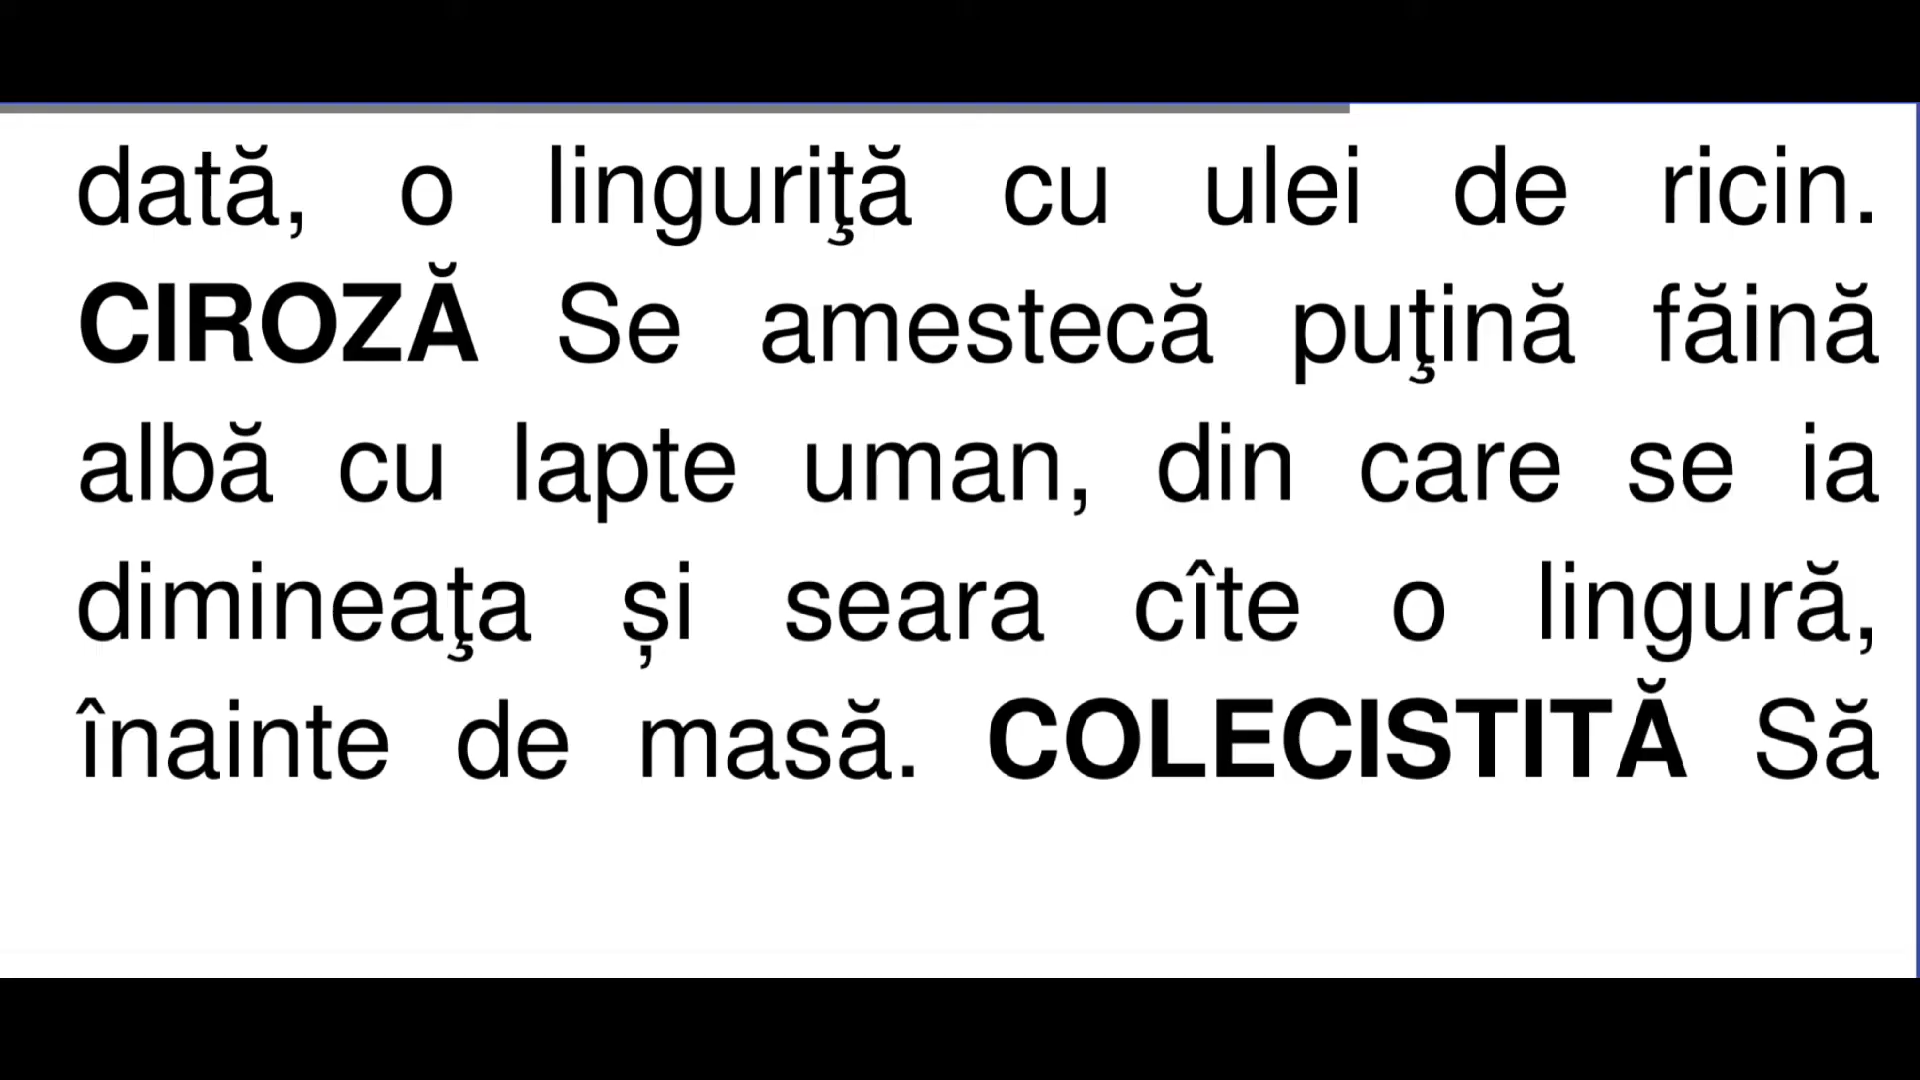 dată, o linguriţă cu ulei de ricin.
CIROZĂ Se amestecă puţină făină
albă cu lapte uman, din care se ia
dimineaţa și seara cîte o lingură,
înainte de masă. COLECISTITĂ Să